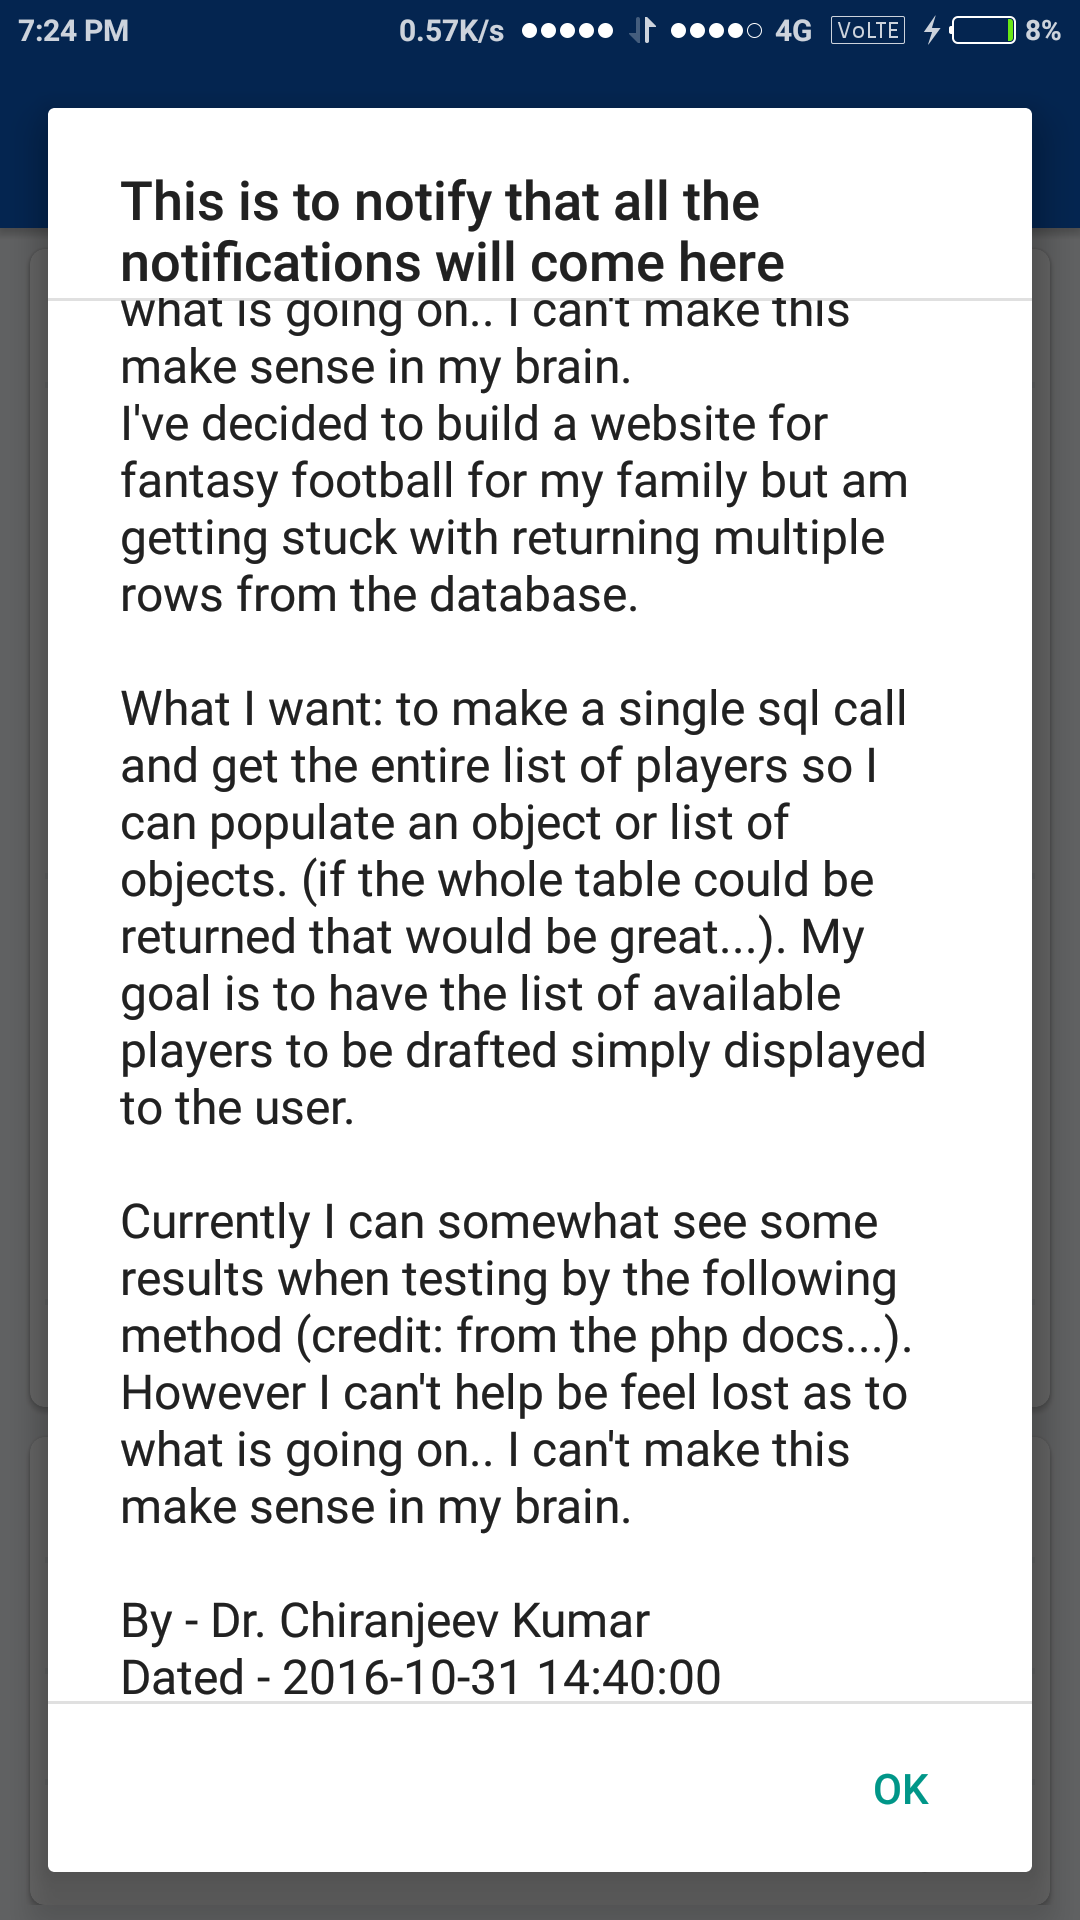 7:24 PM 0.57K/s 4G VoLTE 8%
This is to notify that all the
notifications will come here
what is going on.. I can't make this
make sense in my brain.
I've decided to build a website for
fantasy football for my family but am
getting stuck with returning multiple
rows from the database.
What I want: to make a single sql call
and get the entire list of players so I
can populate an object or list of
objects. (if the whole table could be
returned that would be great...). My
goal is to have the list of available
players to be drafted simply displayed
to the user.
Currently I can somewhat see some
results when testing by the following
method (credit: from the php docs...).
However I can't help be feel lost as to
what is going on.. I can't make this
make sense in my brain.
By - Dr. Chiranjeev Kumar
Dated - 2016-10-31 14:40:00
OK